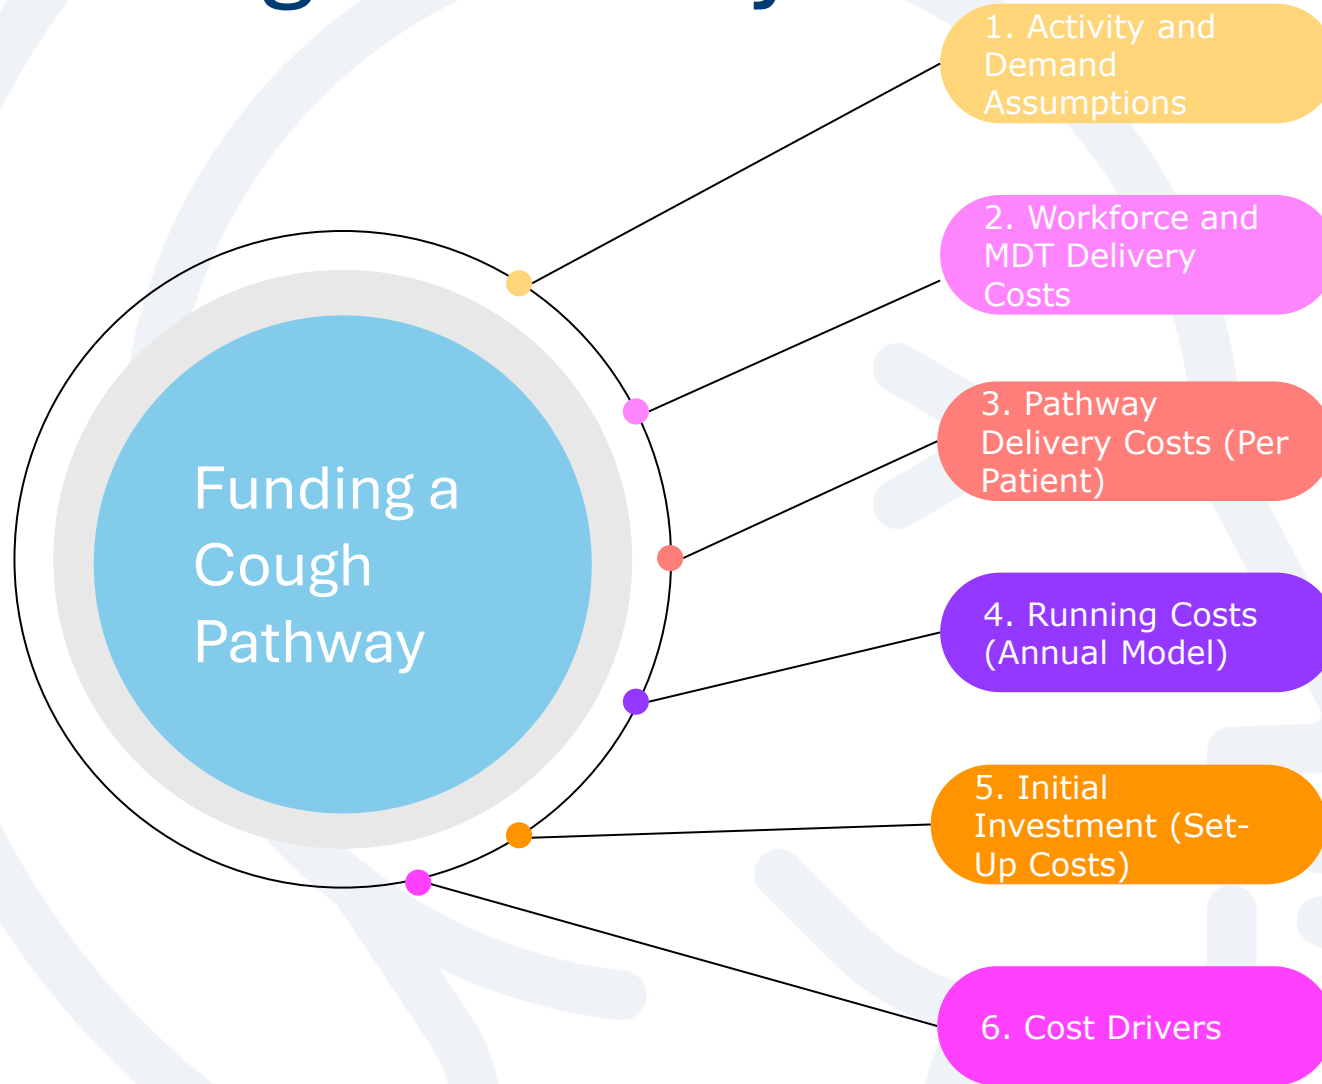 Funding a
Cough
Pathway
1. Activity and
Demand
Assumptions
2. Workforce and
MDT Delivery
Costs
3. Pathway
Delivery Costs (Per
Patient)
4. Running Costs
(Annual Model)
5. Initial
Investment (Set-
Up Costs)
6. Cost Drivers